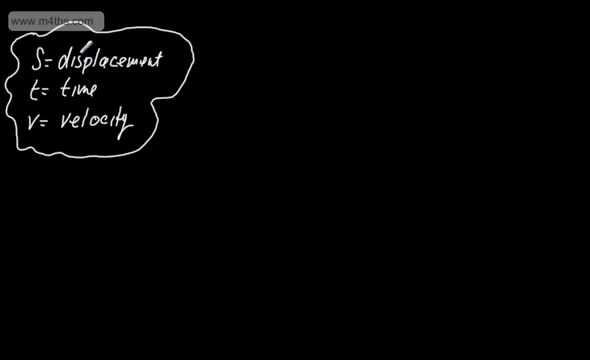 www.m4ths.com
S= displacement
t= time
v= velocity